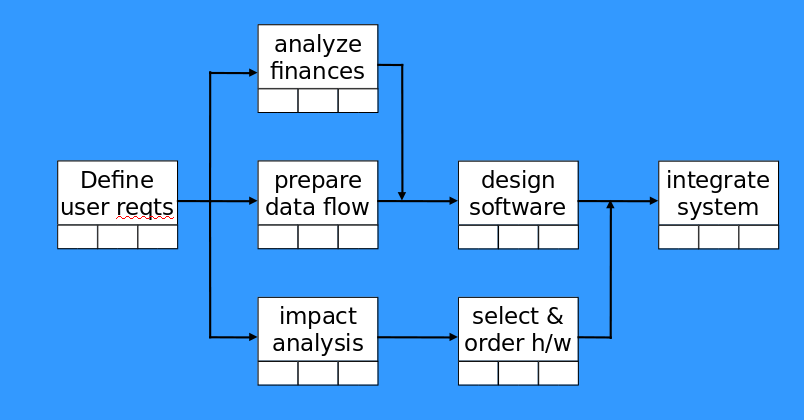 analyze
finances
Define
user reqts
prepare
data flow
design
software
integrate
system
impact
analysis
select &
order h/w